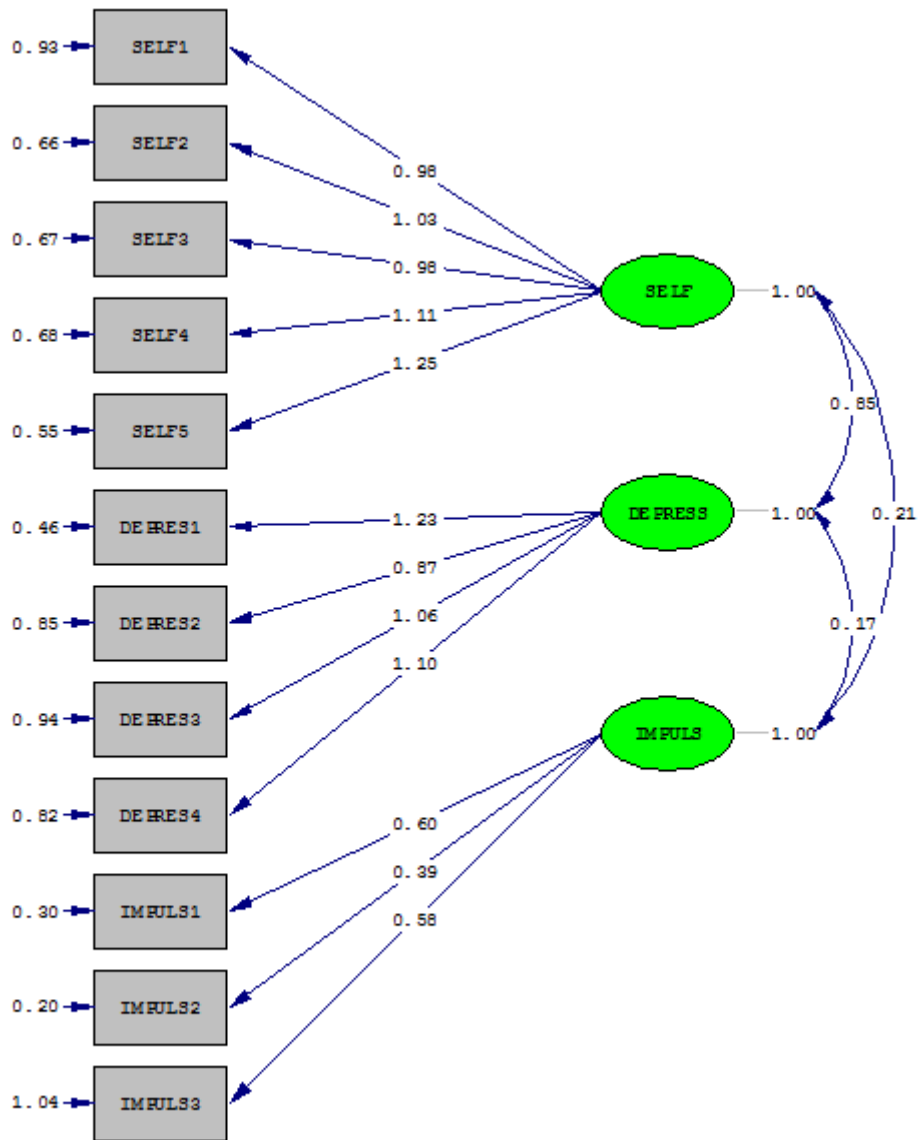 0.93 SELF1
0.66 SELF2
0.67 SELF3
0.68 SELF4
0.55 SELF5
0.46 DEPRES1
0.85 DEPRES2
0.94 DEPRES3
0.82 DEPRES4
0.30 IMPULS1
0.20 IMPULS2
1.04 IMPULS3
0.98
1.03
0.98
1.11
1.25
1.23
0.87
1.06
1.10
0.60
0.39
0.58
SELF 1.00
DEPRESS 1.00
IMPULS 1.00
0.85
0.21
0.17